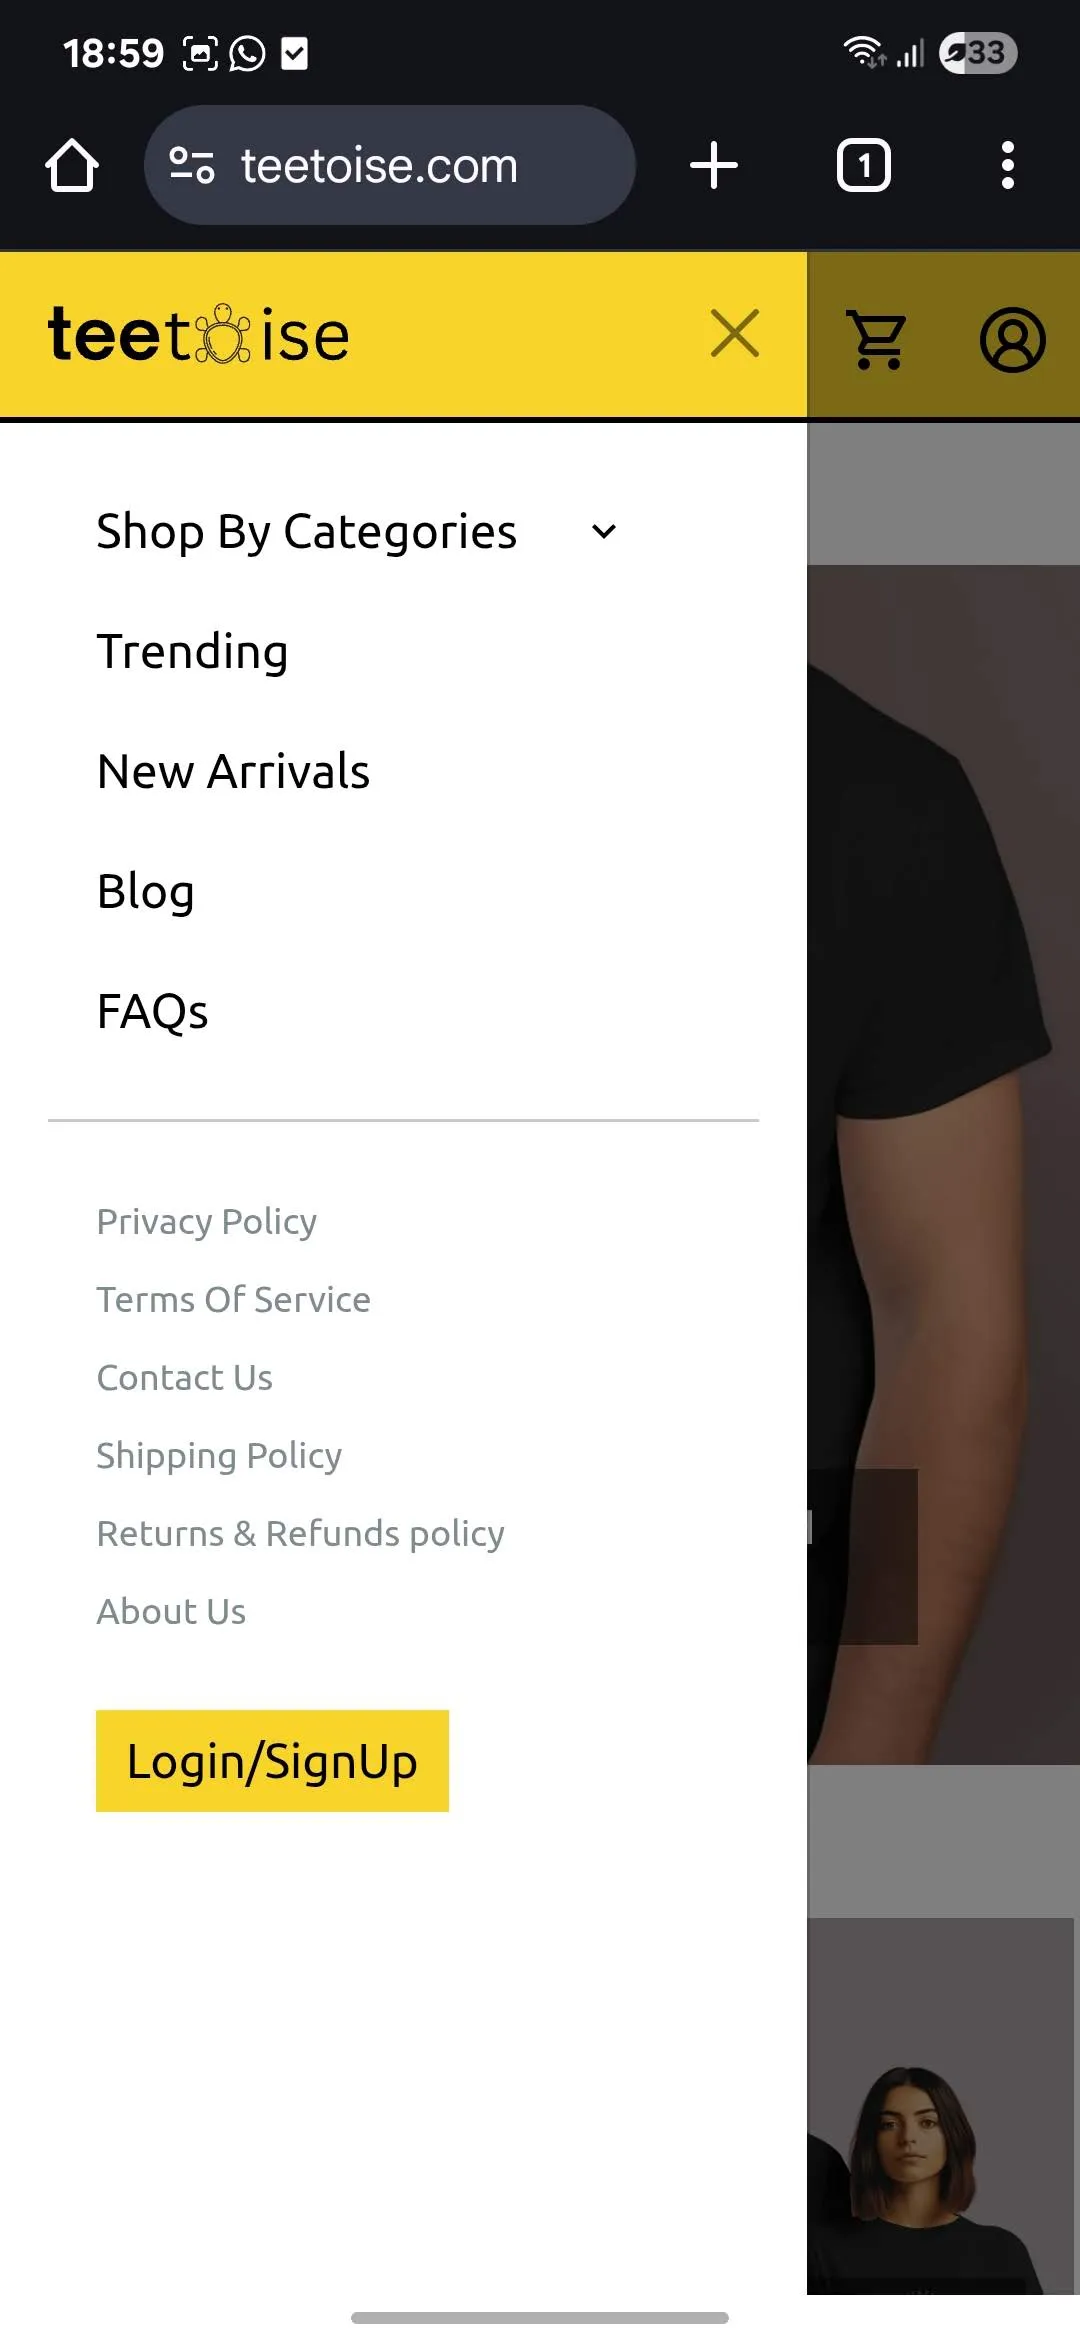 18:59
33
teetoise.com
1
teetoise
Shop By Categories
Trending
New Arrivals
Blog
FAQs
Privacy Policy
Terms Of Service
Contact Us
Shipping Policy
Returns & Refunds policy
About Us
Login/SignUp